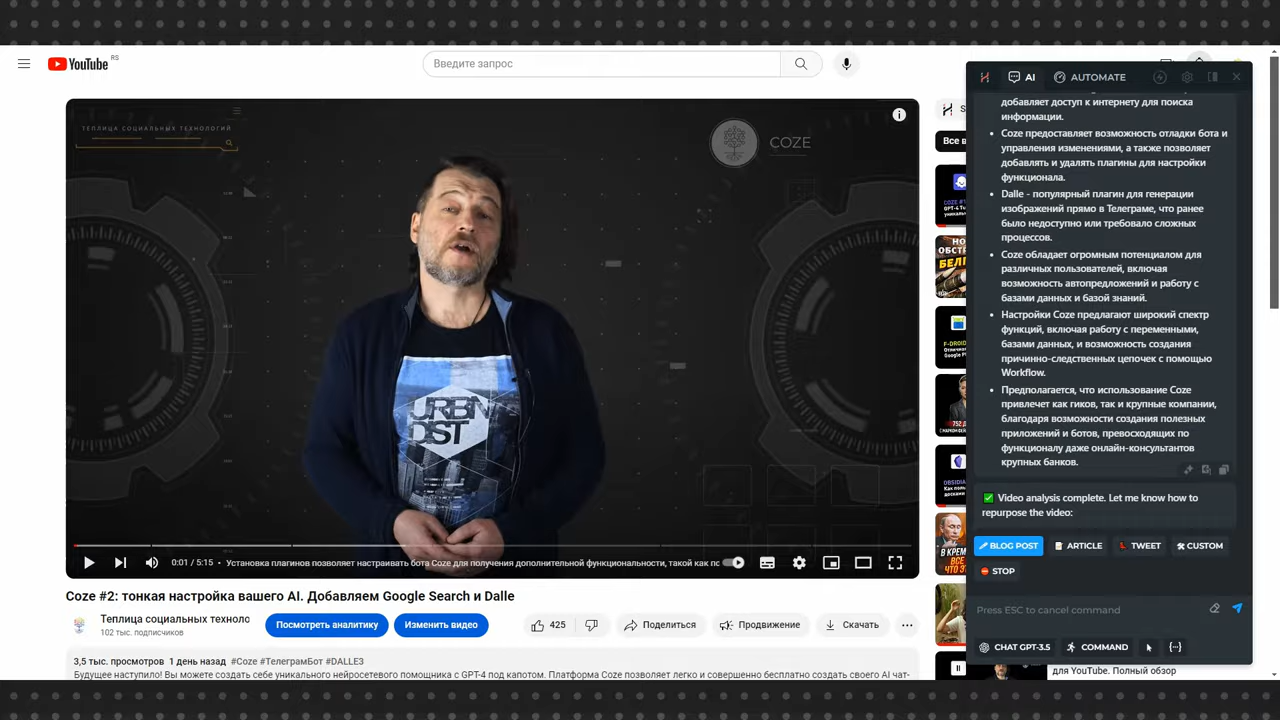 YouTube RS
Введите запрос
ТЕПЛИЦА СОЦИАЛЬНЫХ ТЕХНОЛОГИЙ
COZE
0:01 / 5:15 • Установка плагинов позволяет настраивать бота Coze для получения дополнительной функциональности, такой как по
Coze #2: тонкая настройка вашего AI. Добавляем Google Search и Dalle
Теплица социальных техноло
102 тыс. подписчиков
Посмотреть аналитику
Изменить видео
425
Поделиться
Продвижение
Скачать
3,5 тыс. просмотров 1 день назад #Coze #ТелеграмБот #DALLE3
Будущее наступило! Вы можете создать себе уникального нейросетевого помощника с GPT-4 под капотом. Платформа Coze позволяет легко и совершенно бесплатно создать своего AI чат-
Все в
для YouTube. Полный обзор
AI
AUTOMATE
добавляет доступ к интернету для поиска
информации.
Coze предоставляет возможность отладки бота и
управления изменениями, а также позволяет
добавлять и удалять плагины для настройки
функционала.
Dalle - популярный плагин для генерации
изображений прямо в Телеграме, что ранее
было недоступно или требовало сложных
процессов.
Coze обладает огромным потенциалом для
различных пользователей, включая
возможность автопредложений и работу с
базами данных и базой знаний.
Настройки Coze предлагают широкий спектр
функций, включая работу с переменными,
базами данных, и возможность создания
причинно-следственных цепочек с помощью
Workflow.
Предполагается, что использование Coze
привлечет как гиков, так и крупные компании,
благодаря возможности создания полезных
приложений и ботов, превосходящих по
функционалу даже онлайн-консультантов
крупных банков.
✅ Video analysis complete. Let me know how to
repurpose the video:
BLOG POST
ARTICLE
TWEET
CUSTOM
STOP
Press ESC to cancel command
CHAT GPT-3.5
COMMAND